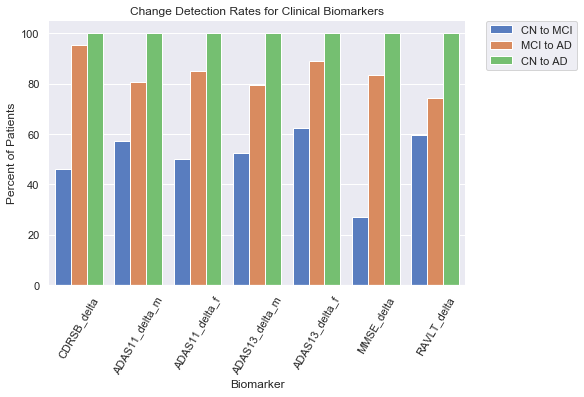 Change Detection Rates for Clinical Biomarkers
CN to MCI
MCI to AD
CN to AD
Percent of Patients
100
80
60
40
20
0
CDRSB_delta
ADAS11_delta_m
ADAS11_delta_f
ADAS13_delta_m
ADAS13_delta_f
MMSE_delta
RAVLT_delta
Biomarker